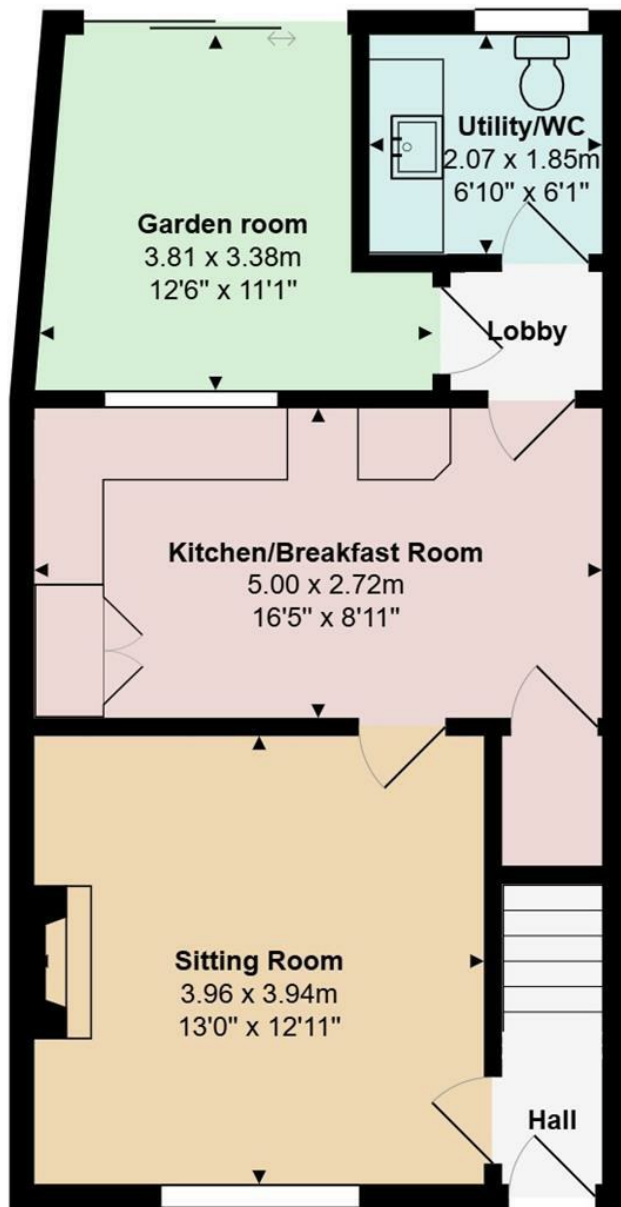 Utility/WC
2.07 x 1.85m
6'10" x 6'1"
Garden room
3.81 x 3.38m
12'6" x 11'1"
Lobby
Kitchen/Breakfast Room
5.00 x 2.72m
16'5" x 8'11"
Sitting Room
3.96 x 3.94m
13'0" x 12'11"
Hall